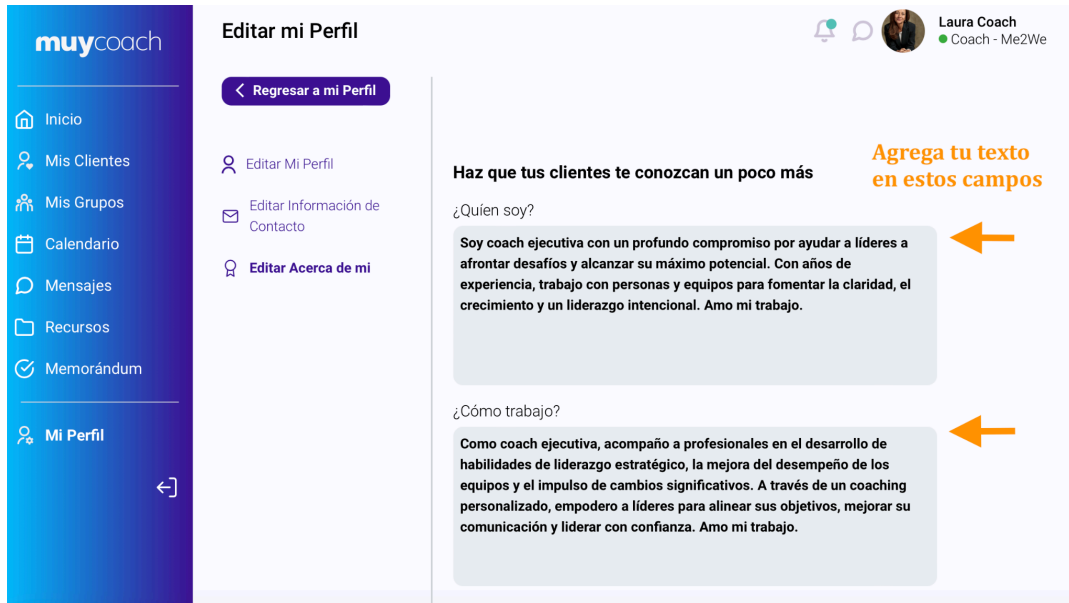 muycoach
Inicio
Mis Clientes
Mis Grupos
Calendario
Mensajes
Recursos
Memorándum
Mi Perfil
Editar mi Perfil
Laura Coach
Coach - Me2We
Regresar a mi Perfil
Editar Mi Perfil
Editar Información de
Contacto
Editar Acerca de mi
Agrega tu texto
en estos campos
Haz que tus clientes te conozcan un poco más
¿Quíen soy?
Soy coach ejecutiva con un profundo compromiso por ayudar a líderes a
afrontar desafíos y alcanzar su máximo potencial. Con años de
experiencia, trabajo con personas y equipos para fomentar la claridad, el
crecimiento y un liderazgo intencional. Amo mi trabajo.
¿Cómo trabajo?
Como coach ejecutiva, acompaño a profesionales en el desarrollo de
habilidades de liderazgo estratégico, la mejora del desempeño de los
equipos y el impulso de cambios significativos. A través de un coaching
personalizado, empodero a líderes para alinear sus objetivos, mejorar su
comunicación y liderar con confianza. Amo mi trabajo.